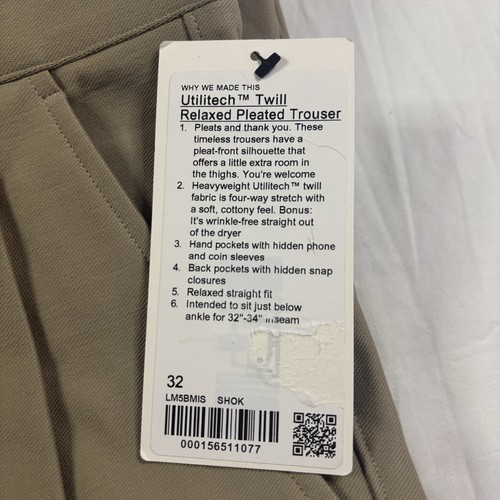 WHY WE MADE THIS
Utilitech™ Twill
Relaxed Pleated Trouser
1. Pleats and thank you. These
timeless trousers have a
pleat-front silhouette that
offers a little extra room in
the thighs. You're welcome
2. Heavyweight Utilitech™ twill
fabric is four-way stretch with
a soft, cottony feel. Bonus:
It's wrinkle-free straight out
of the dryer
3. Hand pockets with hidden phone
and coin sleeves
4. Back pockets with hidden snap
closures
5. Relaxed straight fit
6. Intended to sit just below
ankle for 32"-34" inseam
32
LM5BMIS SHOK
000156511077